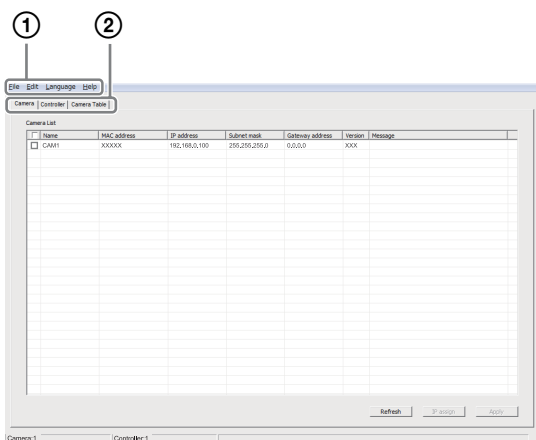 ① ②
File Edit Language Help
Camera Controller Camera Table
Camera List
Name MAC address IP address Subnet mask Gateway address Version Message
CAM1 XXXXX 192.168.0.100 255.255.255.0 0.0.0.0 XXX
Refresh IP assign Apply
Camera:1 Controller:1